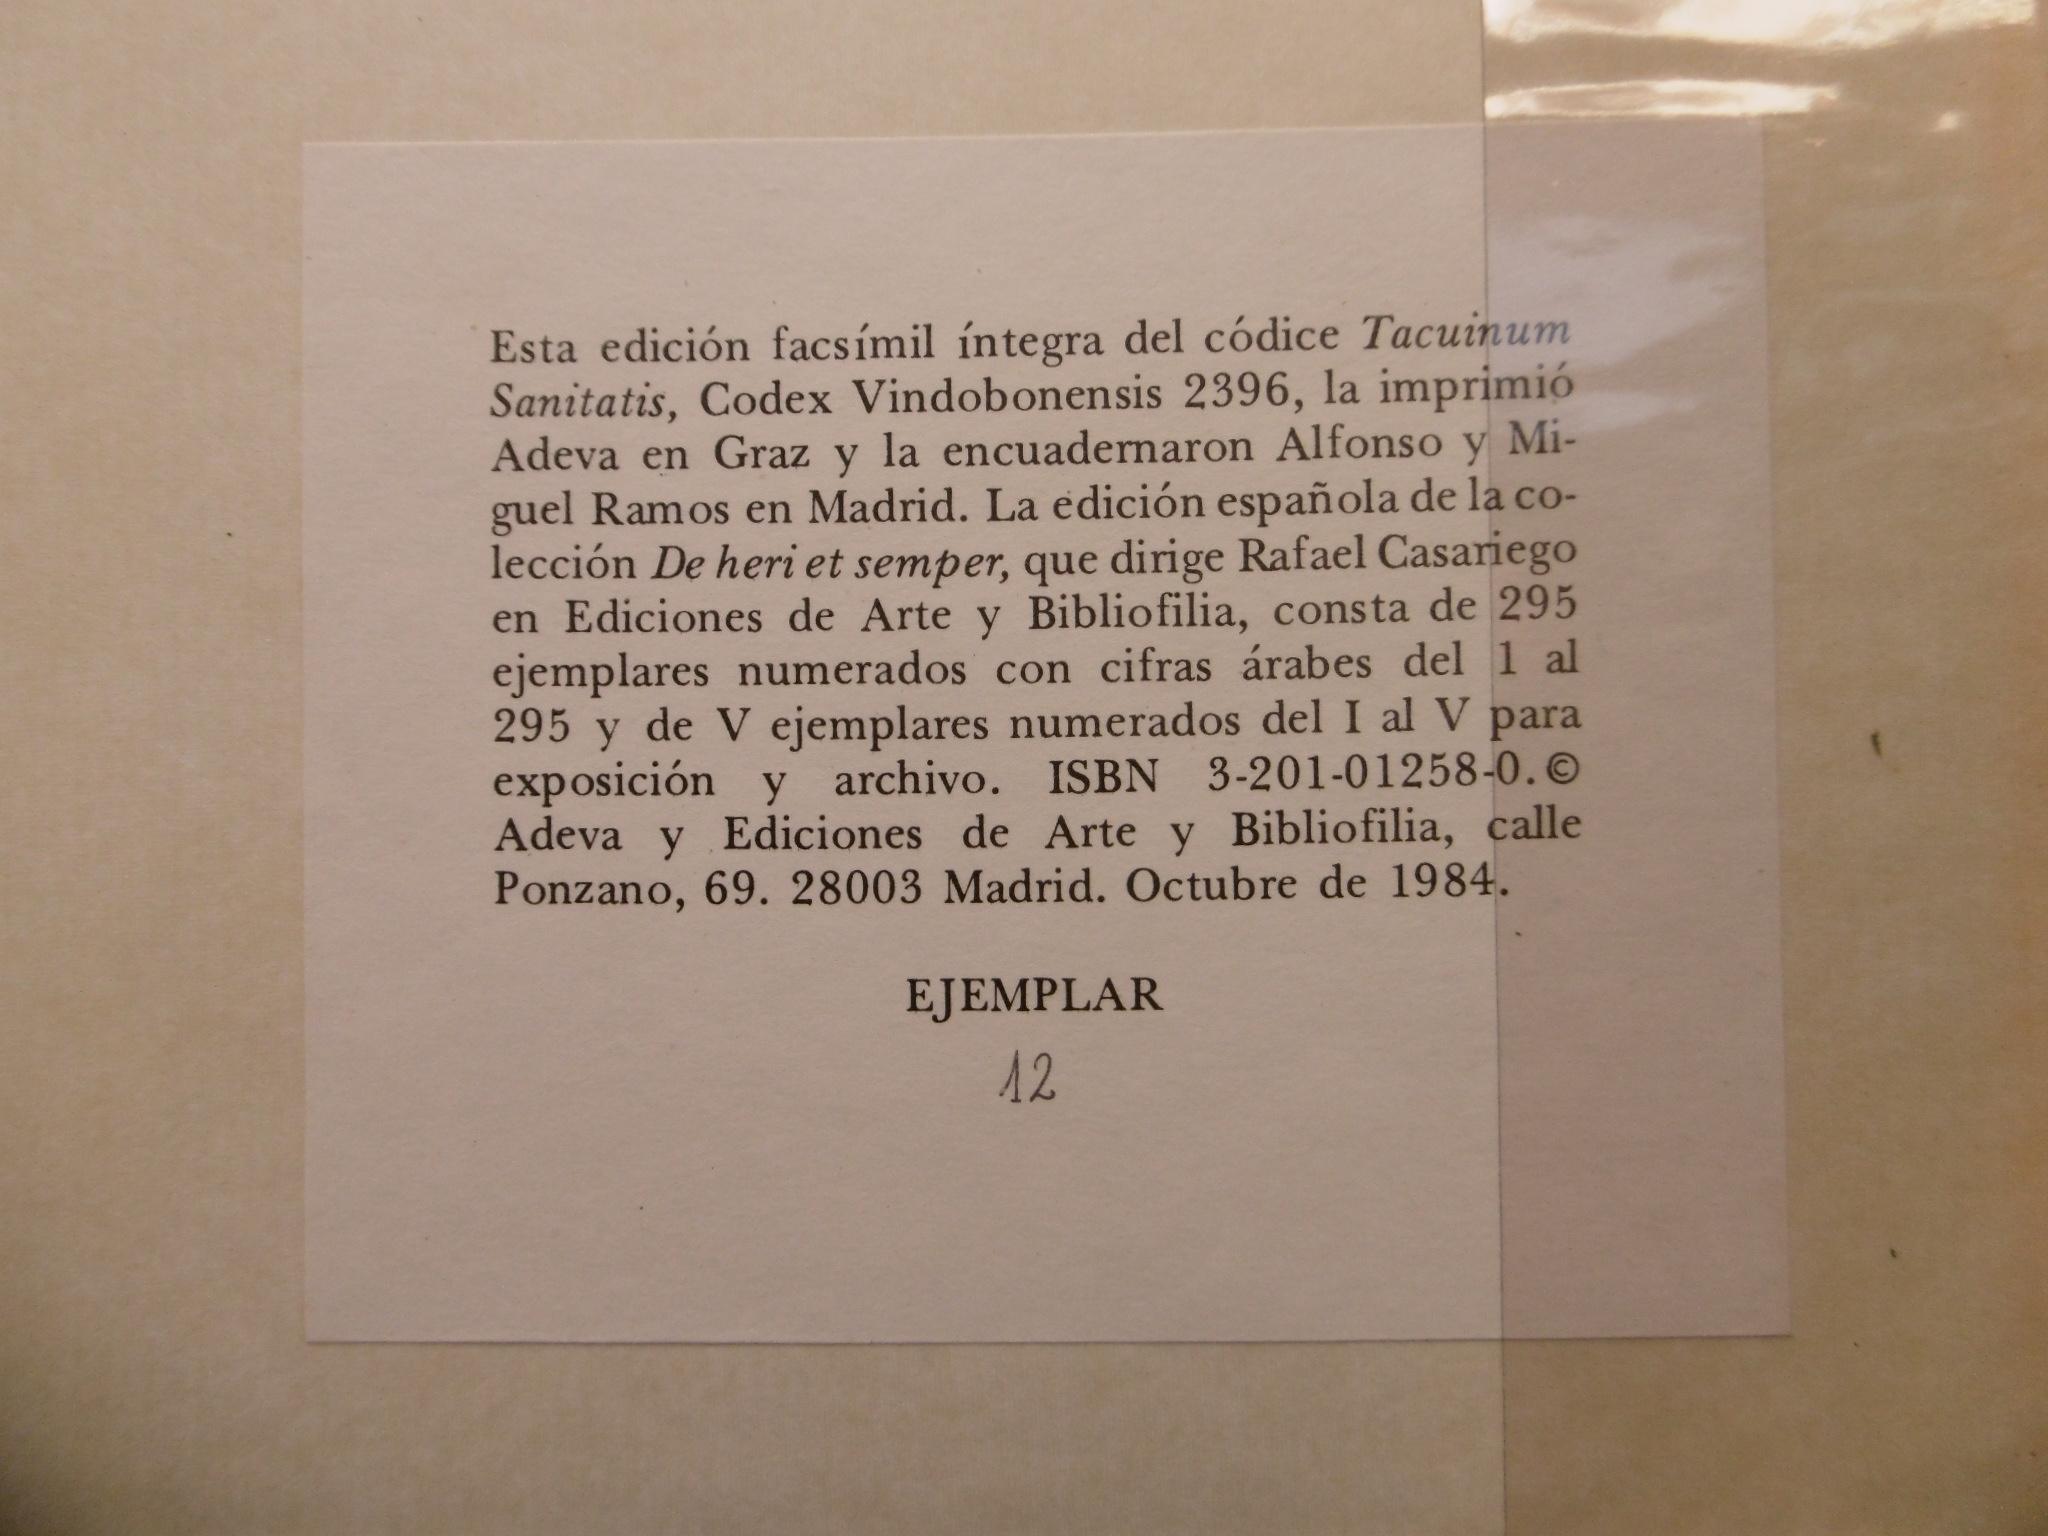 Esta edición facsímil íntegra del códice Tacuinum
Sanitatis, Codex Vindobonensis 2396, la imprimió
Adeva en Graz y la encuadernaron Alfonso y Mi-
guel Ramos en Madrid. La edición española de la co-
lección De heri et semper, que dirige Rafael Casariego
en Ediciones de Arte y Bibliofilia, consta de 295
ejemplares numerados con cifras árabes del 1 al
295 y de V ejemplares numerados del I al V para
exposición y archivo. ISBN 3-201-01258-0. ©
Adeva y Ediciones de Arte y Bibliofilia, calle
Ponzano, 69. 28003 Madrid. Octubre de 1984.
EJEMPLAR
12